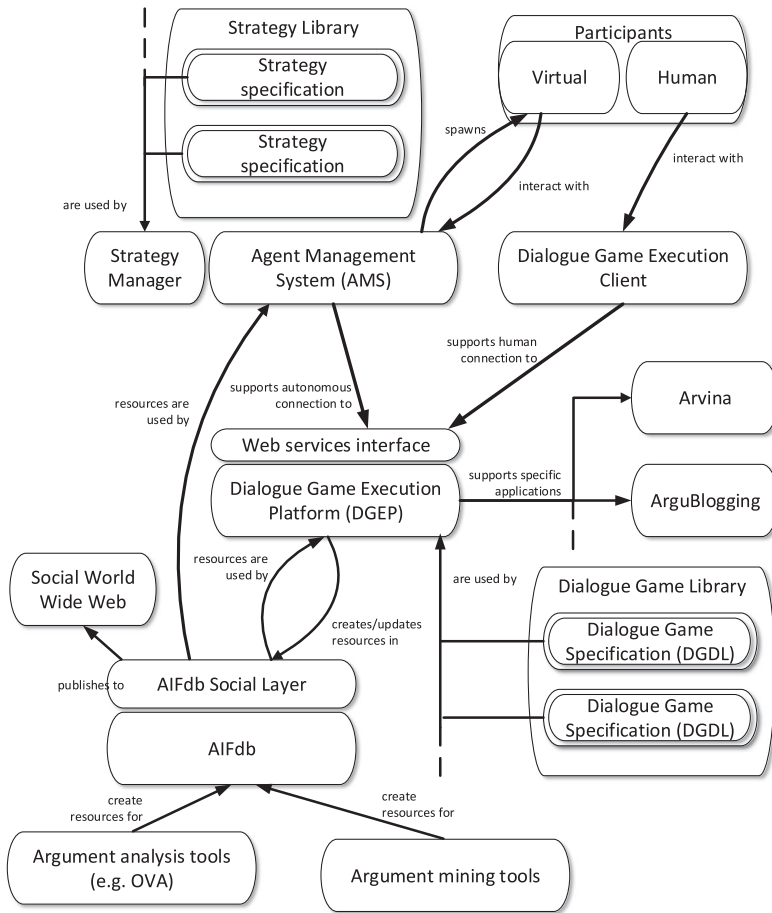 Strategy Library
Strategy
specification
Strategy
specification
Participants
Virtual
Human
spawns
interact with
interact with
are used by
Strategy
Manager
Agent Management
System (AMS)
Dialogue Game Execution
Client
supports human
connection to
resources are
used by
supports autonomous
connection to
Arvina
Web services interface
Dialogue Game Execution
Platform (DGEP)
supports specific
applications
ArguBlogging
resources are
used by
are used by
Social World
Wide Web
Dialogue Game Library
Dialogue Game
Specification (DGDL)
Dialogue Game
Specification (DGDL)
creates/updates
resources in
publishes to
AIFdb Social Layer
AIFdb
create
resources for
create
resources for
Argument analysis tools
(e.g. OVA)
Argument mining tools